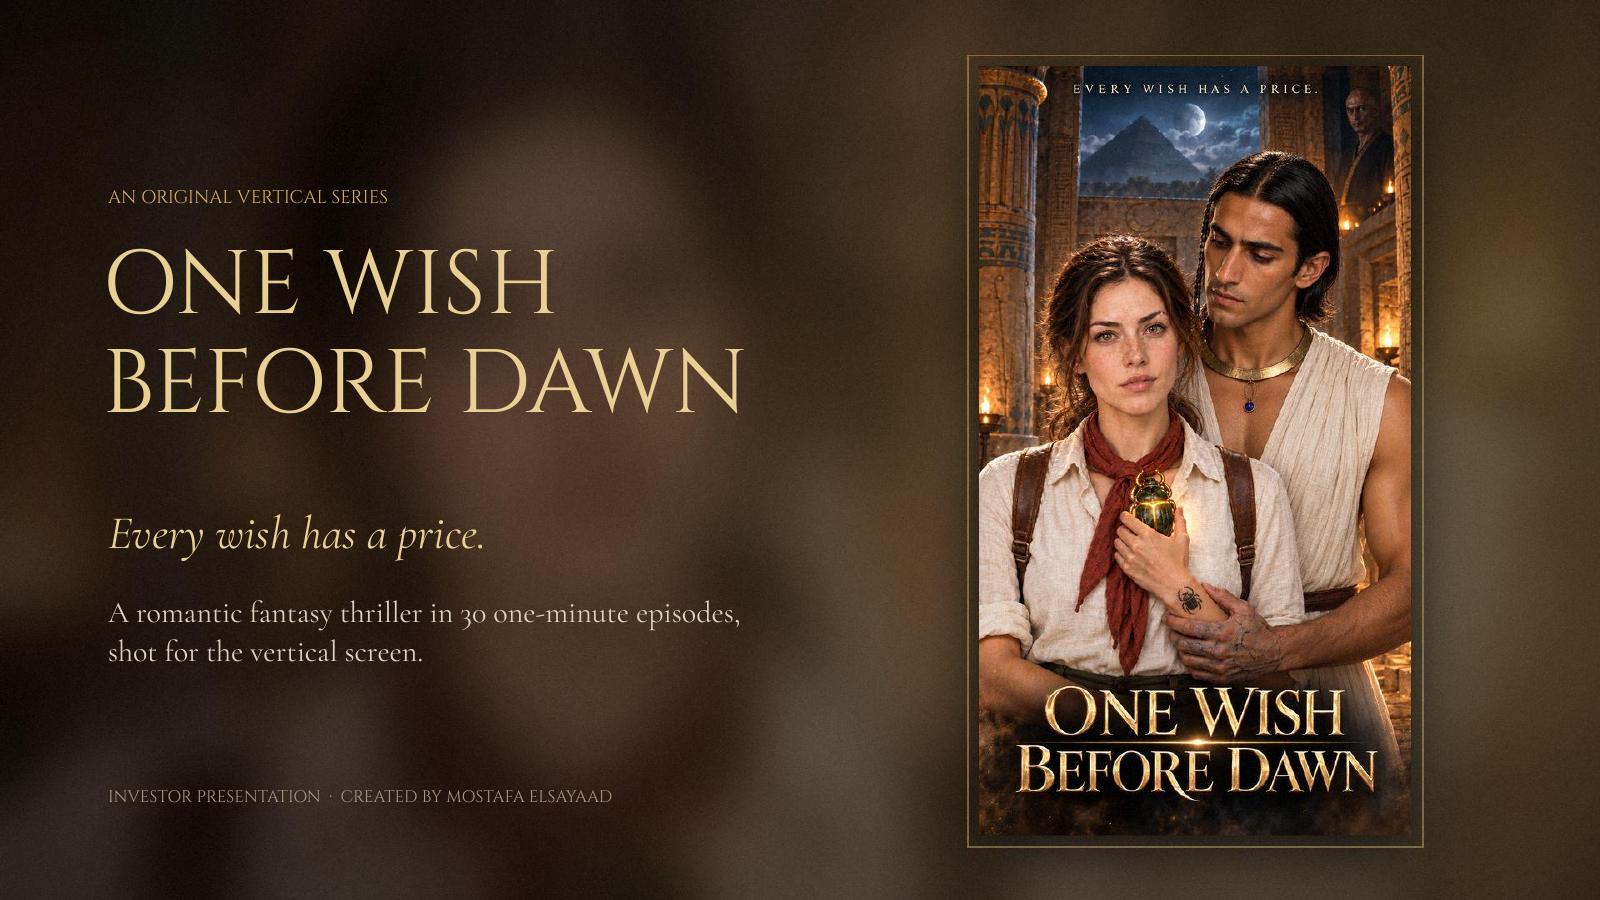 AN ORIGINAL VERTICAL SERIES
ONE WISH
BEFORE DAWN
Every wish has a price.
A romantic fantasy thriller in 30 one-minute episodes,
shot for the vertical screen.
INVESTOR PRESENTATION · CREATED BY MOSTAFA ELSAYAAD
EVERY WISH HAS A PRICE.
ONE WISH
BEFORE DAWN